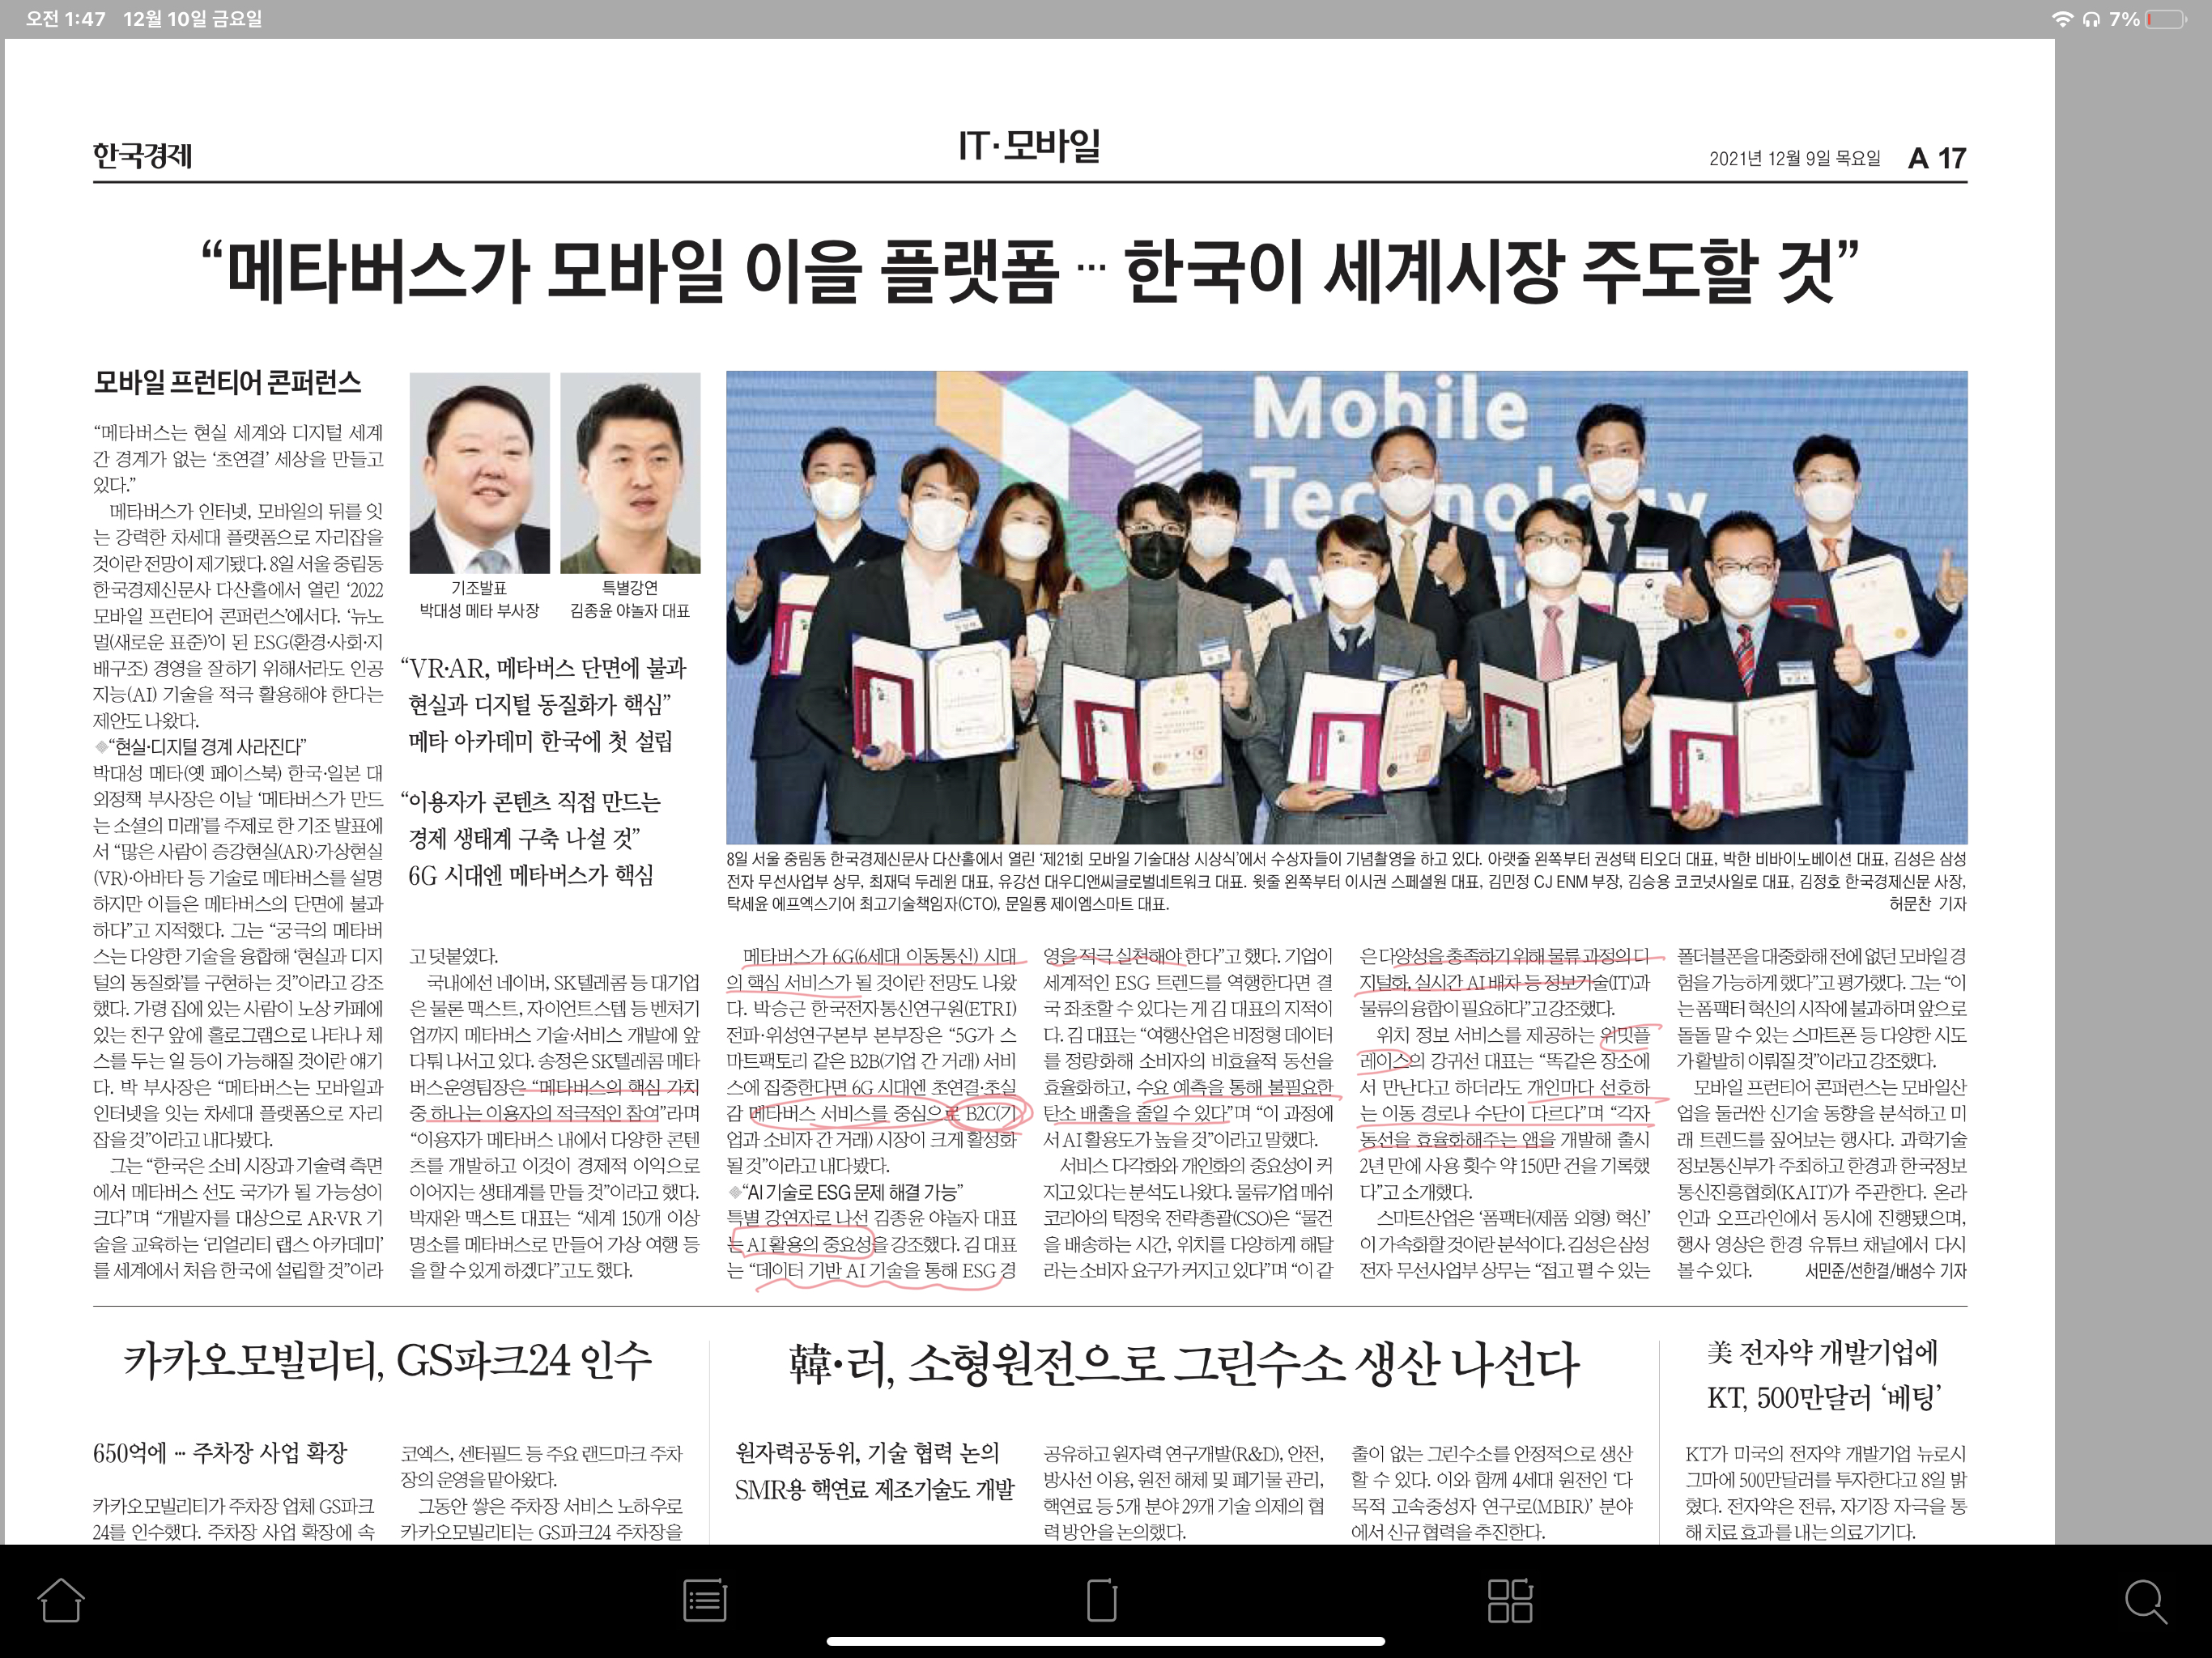 오전 1:47 12월 10일 금요일
7%
한국경제
IT·모바일
2021년 12월 9일 목요일 A 17
“메타버스가 모바일 이을 플랫폼 … 한국이 세계시장 주도할 것”
모바일 프런티어 콘퍼런스
“메타버스는 현실 세계와 디지털 세계
간 경계가 없는 ‘초연결’ 세상을 만들고
있다.”
메타버스가 인터넷, 모바일의 뒤를 잇
는 강력한 차세대 플랫폼으로 자리잡을
것이란 전망이 제기됐다. 8일 서울 중림동
한국경제신문사 다산홀에서 열린 ‘2022
모바일 프런티어 콘퍼런스’에서다. ‘뉴노
멀(새로운 표준)’이 된 ESG(환경·사회·지
배구조) 경영을 잘하기 위해서라도 인공
지능(AI) 기술을 적극 활용해야 한다는
제안도 나왔다.
◆“현실·디지털 경계 사라진다”
박대성 메타(옛 페이스북) 한국·일본 대
외정책 부사장은 이날 ‘메타버스가 만드
는 소셜의 미래’를 주제로 한 기조 발표에
서 “많은 사람이 증강현실(AR)·가상현실
(VR)·아바타 등 기술로 메타버스를 설명
하지만 이들은 메타버스의 단면에 불과
하다”고 지적했다. 그는 “궁극의 메타버
스는 다양한 기술을 융합해 ‘현실과 디지
털의 동질화’를 구현하는 것”이라고 강조
했다. 가령 집에 있는 사람이 노상 카페에
있는 친구 앞에 홀로그램으로 나타나 체
스를 두는 일 등이 가능해질 것이란 얘기
다. 박 부사장은 “메타버스는 모바일과
인터넷을 잇는 차세대 플랫폼으로 자리
잡을 것”이라고 내다봤다.
그는 “한국은 소비 시장과 기술력 측면
에서 메타버스 선도 국가가 될 가능성이
크다”며 “개발자를 대상으로 AR·VR 기
술을 교육하는 ‘리얼리티 랩스 아카데미’
를 세계에서 처음 한국에 설립할 것”이라
기조발표
박대성 메타 부사장
특별강연
김종윤 야놀자 대표
“VR·AR, 메타버스 단면에 불과
현실과 디지털 동질화가 핵심”
메타 아카데미 한국에 첫 설립
“이용자가 콘텐츠 직접 만드는
경제 생태계 구축 나설 것”
6G 시대엔 메타버스가 핵심
고 덧붙였다.
국내에선 네이버, SK텔레콤 등 대기업
은 물론 맥스트, 자이언트스텝 등 벤처기
업까지 메타버스 기술·서비스 개발에 앞
다퉈 나서고 있다. 송정은 SK텔레콤 메타
버스운영팀장은 “메타버스의 핵심 가치
중 하나는 이용자의 적극적인 참여”라며
“이용자가 메타버스 내에서 다양한 콘텐
츠를 개발하고 이것이 경제적 이익으로
이어지는 생태계를 만들 것”이라고 했다.
박재완 맥스트 대표는 “세계 150개 이상
명소를 메타버스로 만들어 가상 여행 등
을 할 수 있게 하겠다”고도 했다.
Mobile
Technology
8일 서울 중림동 한국경제신문사 다산홀에서 열린 ‘제21회 모바일 기술대상 시상식’에서 수상자들이 기념촬영을 하고 있다. 아랫줄 왼쪽부터 권성택 티오더 대표, 박한 비바이노베이션 대표, 김성은 삼성
전자 무선사업부 상무, 최재덕 두레윈 대표, 유강선 대우디앤씨글로벌네트워크 대표. 윗줄 왼쪽부터 이시권 스페셜원 대표, 김민정 CJ ENM 부장, 김승용 코코넛사일로 대표, 김정호 한국경제신문 사장,
탁세윤 에프엑스기어 최고기술책임자(CTO), 문일룡 제이엠스마트 대표.
허문찬 기자
메타버스가 6G(6세대 이동통신) 시대
의 핵심 서비스가 될 것이란 전망도 나왔
다. 박승근 한국전자통신연구원(ETRI)
전파·위성연구본부 본부장은 “5G가 스
마트팩토리 같은 B2B(기업 간 거래) 서비
스에 집중한다면 6G 시대엔 초연결·초실
감 메타버스 서비스를 중심으로 B2C(기
업과 소비자 간 거래) 시장이 크게 활성화
될 것”이라고 내다봤다.
◆“AI 기술로 ESG 문제 해결 가능”
특별 강연자로 나선 김종윤 야놀자 대표
는 AI 활용의 중요성을 강조했다. 김 대표
는 “데이터 기반 AI 기술을 통해 ESG 경
영을 적극 실천해야 한다”고 했다. 기업이
세계적인 ESG 트렌드를 역행한다면 결
국 좌초할 수 있다는 게 김 대표의 지적이
다. 김 대표는 “여행산업은 비정형 데이터
를 정량화해 소비자의 비효율적 동선을
효율화하고, 수요 예측을 통해 불필요한
탄소 배출을 줄일 수 있다”며 “이 과정에
서 AI 활용도가 높을 것”이라고 말했다.
서비스 다각화와 개인화의 중요성이 커
지고 있다는 분석도 나왔다. 물류기업 메쉬
코리아의 탁정욱 전략총괄(CSO)은 “물건
을 배송하는 시간, 위치를 다양하게 해달
라는 소비자 요구가 커지고 있다”며 “이 같
은 다양성을 충족하기 위해 물류 과정의 디
지털화, 실시간 AI 배차 등 정보기술(IT)과
물류의 융합이 필요하다”고 강조했다.
위치 정보 서비스를 제공하는 위밋플
레이스의 강귀선 대표는 “똑같은 장소에
서 만난다고 하더라도 개인마다 선호하
는 이동 경로나 수단이 다르다”며 “각자
동선을 효율화해주는 앱을 개발해 출시
2년 만에 사용 횟수 약 150만 건을 기록했
다”고 소개했다.
스마트산업은 ‘폼팩터(제품 외형) 혁신’
이 가속화할 것이란 분석이다. 김성은 삼성
전자 무선사업부 상무는 “접고 펼 수 있는
폴더블폰을 대중화해 전에 없던 모바일 경
험을 가능하게 했다”고 평가했다. 그는 “이
는 폼팩터 혁신의 시작에 불과하며 앞으로
돌돌 말 수 있는 스마트폰 등 다양한 시도
가 활발히 이뤄질 것”이라고 강조했다.
모바일 프런티어 콘퍼런스는 모바일산
업을 둘러싼 신기술 동향을 분석하고 미
래 트렌드를 짚어보는 행사다. 과학기술
정보통신부가 주최하고 한경과 한국정보
통신진흥협회(KAIT)가 주관한다. 온라
인과 오프라인에서 동시에 진행됐으며,
행사 영상은 한경 유튜브 채널에서 다시
볼 수 있다. 서민준/선한결/배성수 기자
카카오모빌리티, GS파크24 인수
650억에 … 주차장 사업 확장
카카오모빌리티가 주차장 업체 GS파크
24를 인수했다. 주차장 사업 확장에 속
코엑스, 센터필드 등 주요 랜드마크 주차
장의 운영을 맡아왔다.
그동안 쌓은 주차장 서비스 노하우로
카카오모빌리티는 GS파크24 주차장을
韓·러, 소형원전으로 그린수소 생산 나선다
원자력공동위, 기술 협력 논의
SMR용 핵연료 제조기술도 개발
공유하고 원자력 연구개발(R&D), 안전,
방사선 이용, 원전 해체 및 폐기물 관리,
핵연료 등 5개 분야 29개 기술 의제의 협
력 방안을 논의했다.
출이 없는 그린수소를 안정적으로 생산
할 수 있다. 이와 함께 4세대 원전인 ‘다
목적 고속중성자 연구로(MBIR)’ 분야
에서 신규 협력을 추진한다.
美 전자약 개발기업에
KT, 500만달러 ‘베팅’
KT가 미국의 전자약 개발기업 뉴로시
그마에 500만달러를 투자한다고 8일 밝
혔다. 전자약은 전류, 자기장 자극을 통
해 치료 효과를 내는 의료기기다.